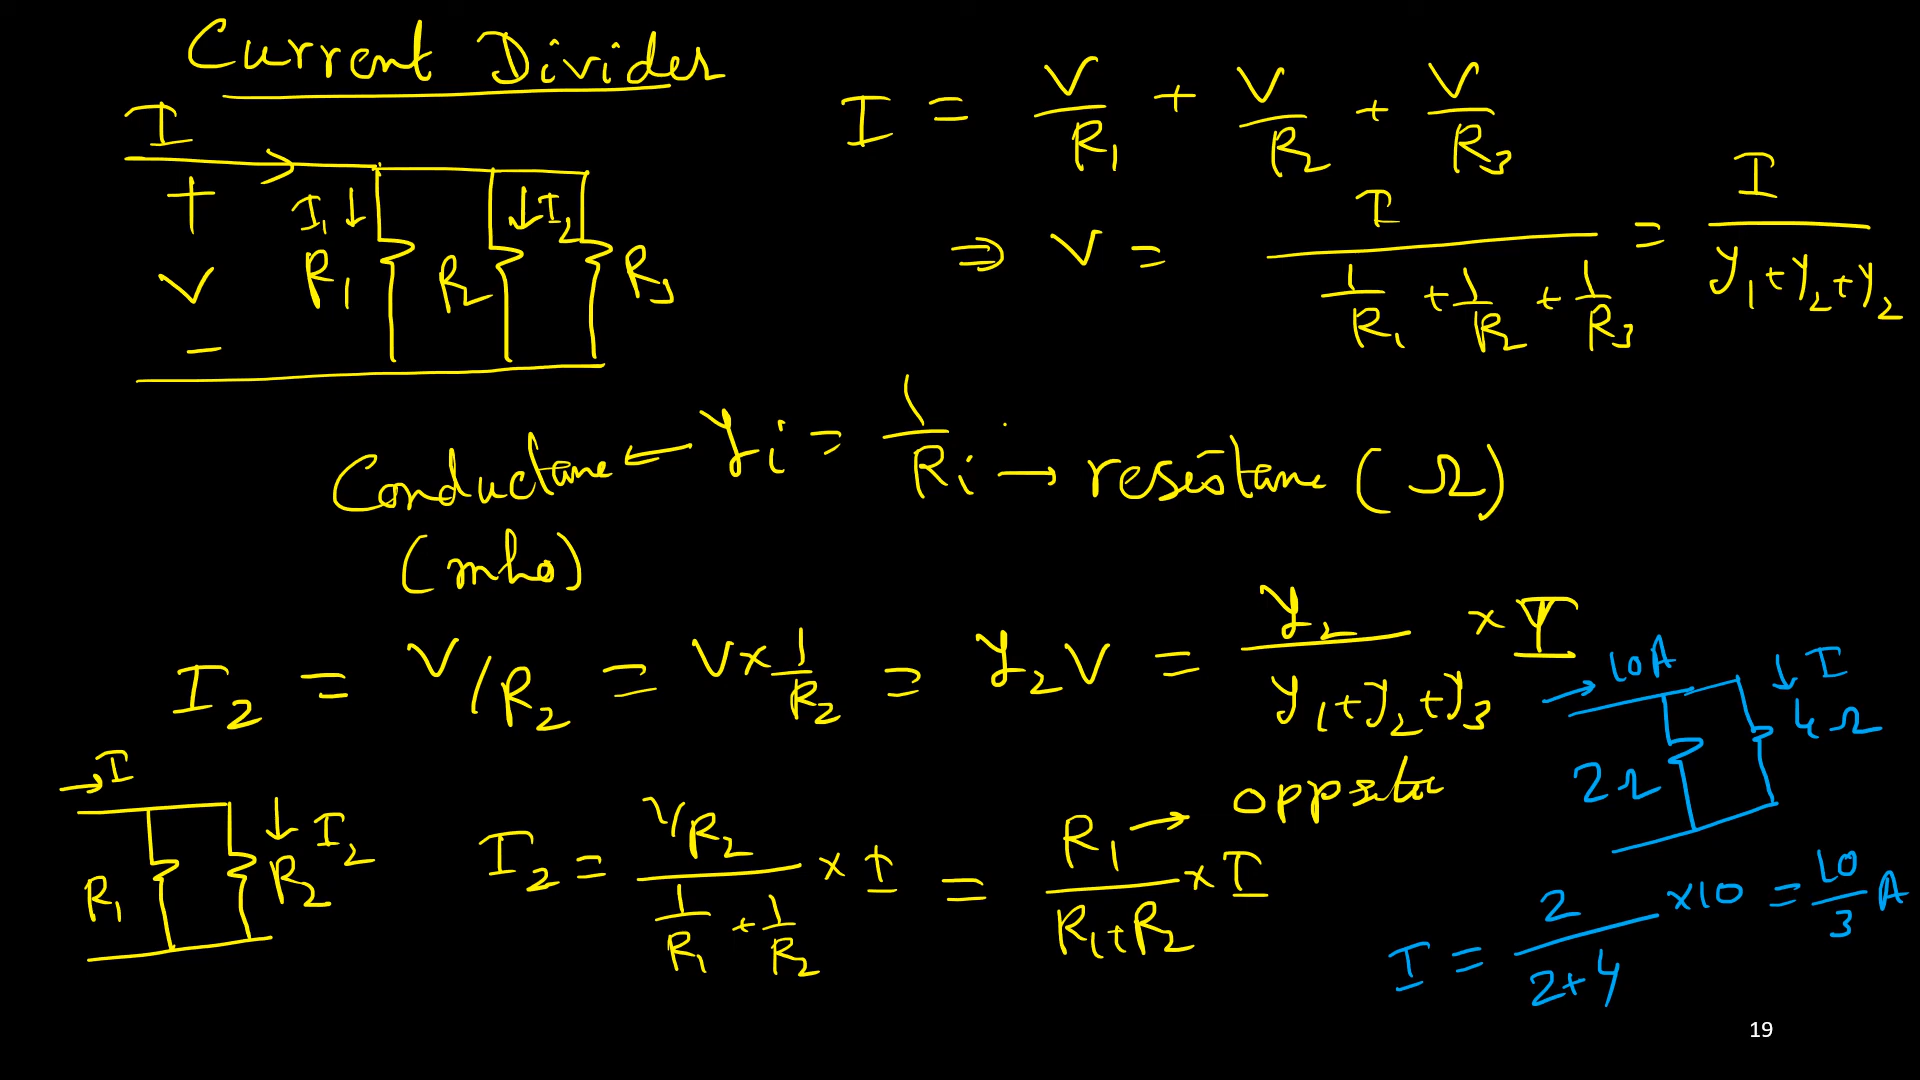 Current Divider
I
+
V
-
I₁ ↓
R₁
R₂
↓ I₂
R₃
I = V/R₁ + V/R₂ + V/R₃
⇒ V = I/(1/R₁ + 1/R₂ + 1/R₃) = I/(y₁+y₂+y₂)
Conductance ← yᵢ = 1/Rᵢ → resistance (Ω)
(mho)
I₂ = V/R₂ = V × 1/R₂ = y₂V = y₂/(y₁+y₂+y₃) × I
→ I
R₁
R₂
↓ I₂
I₂ = (1/R₂)/(1/R₁ + 1/R₂) × I = R₁/(R₁+R₂) × I
→ opposite
→ 10A
↓ I
2Ω
4Ω
I = 2/(2+4) ×10 = 10/3 A
19